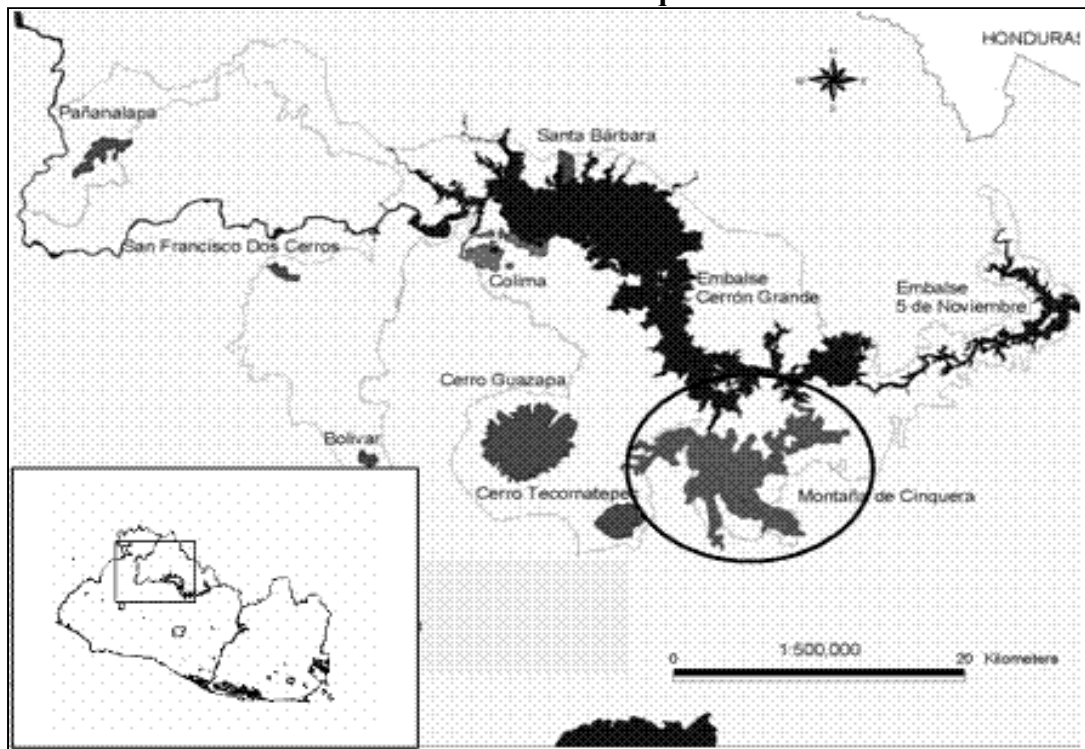 HONDURAS
N
Pañanalapa
Santa Bárbara
San Francisco Dos Cerros
Colima
Embalse
Cerrón Grande
Embalse
5 de Noviembre
Cerro Guazapa
Bolivar
Cerro Tecomatepec
Montaña de Cinquera
1:500,000
0 20 Kilometers